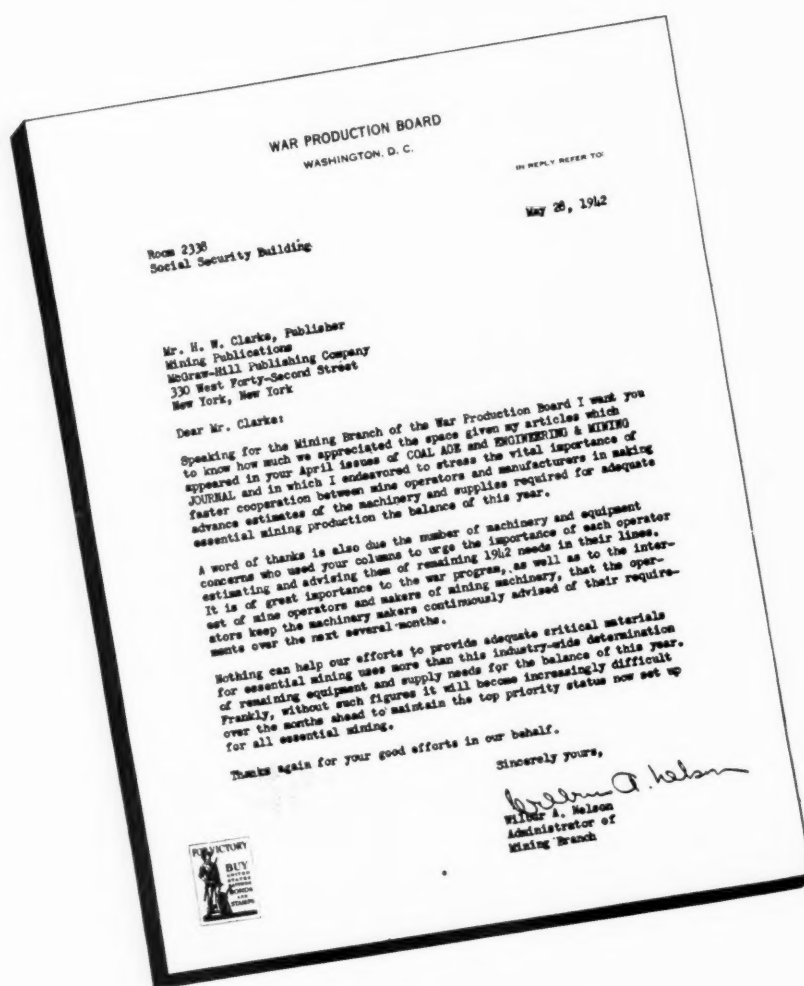 WAR PRODUCTION BOARD
WASHINGTON, D. C.
IN REPLY REFER TO:
May 28, 1942
Room 2338
Social Security Building
Mr. H. W. Clarke, Publisher
Mining Publications
McGraw-Hill Publishing Company
330 West Forty-Second Street
New York, New York
Dear Mr. Clarke:
Speaking for the Mining Branch of the War Production Board I want you
to know how much we appreciated the space given my articles which
appeared in your April issues of COAL AGE and ENGINEERING & MINING
JOURNAL and in which I endeavored to stress the vital importance of
faster cooperation between mine operators and manufacturers in making
advance estimates of the machinery and supplies required for adequate
essential mining production the balance of this year.
A word of thanks is also due the number of machinery and equipment
concerns who used your columns to urge the importance of each operator
estimating and advising them of remaining 1942 needs in their lines.
It is of great importance to the war program, as well as to the inter-
est of mine operators and makers of mining machinery, that the oper-
ators keep the machinery makers continuously advised of their require-
ments over the next several months.
Nothing can help our efforts to provide adequate critical materials
for essential mining uses more than this industry-wide determination
of remaining equipment and supply needs for the balance of this year.
Frankly, without such figures it will become increasingly difficult
over the months ahead to maintain the top priority status now set up
for all essential mining.
Thanks again for your good efforts in our behalf.
Sincerely yours,
Wilbur A. Nelson
Wilbur A. Nelson
Administrator of
Mining Branch
FOR VICTORY
BUY
UNITED
STATES
DEFENSE
BONDS
AND
STAMPS